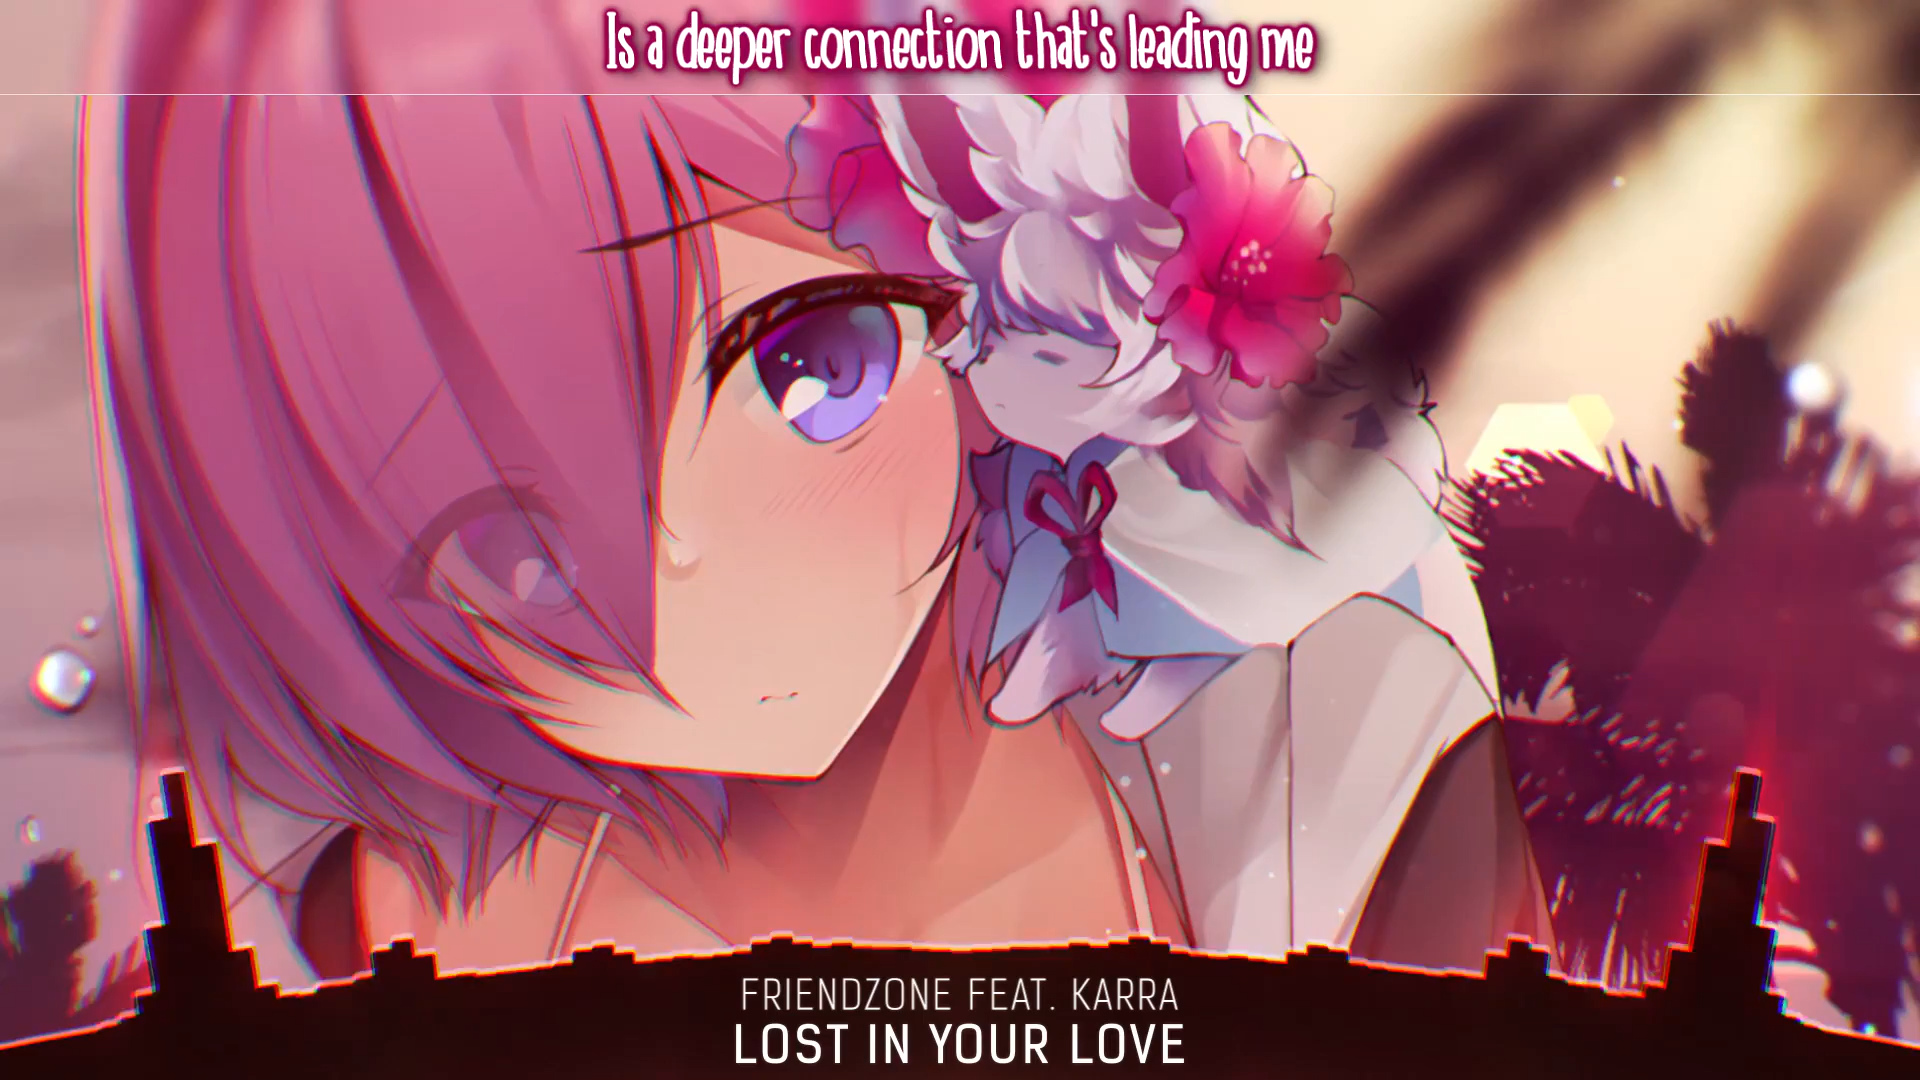 Is a deeper connection that's leading me
FRIENDZONE FEAT. KARRA
LOST IN YOUR LOVE